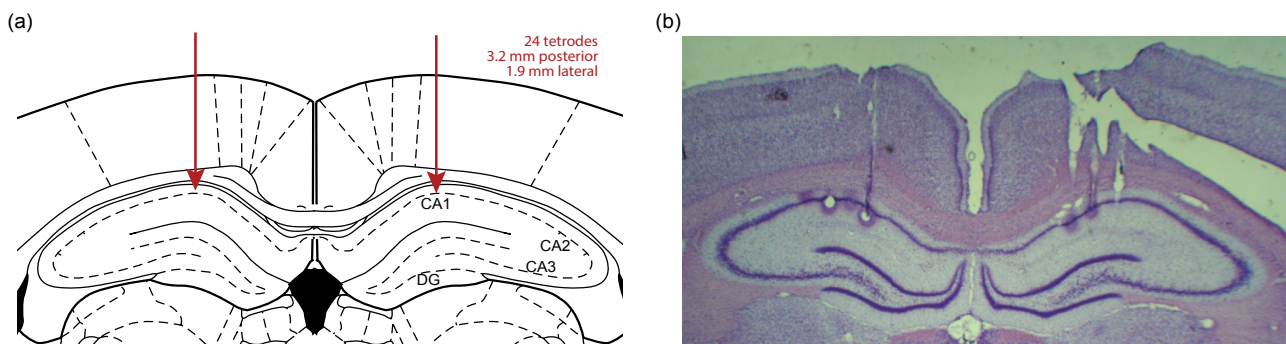 (a)
24 tetrodes
3.2 mm posterior
1.9 mm lateral
CA1
CA2
CA3
DG
(b)